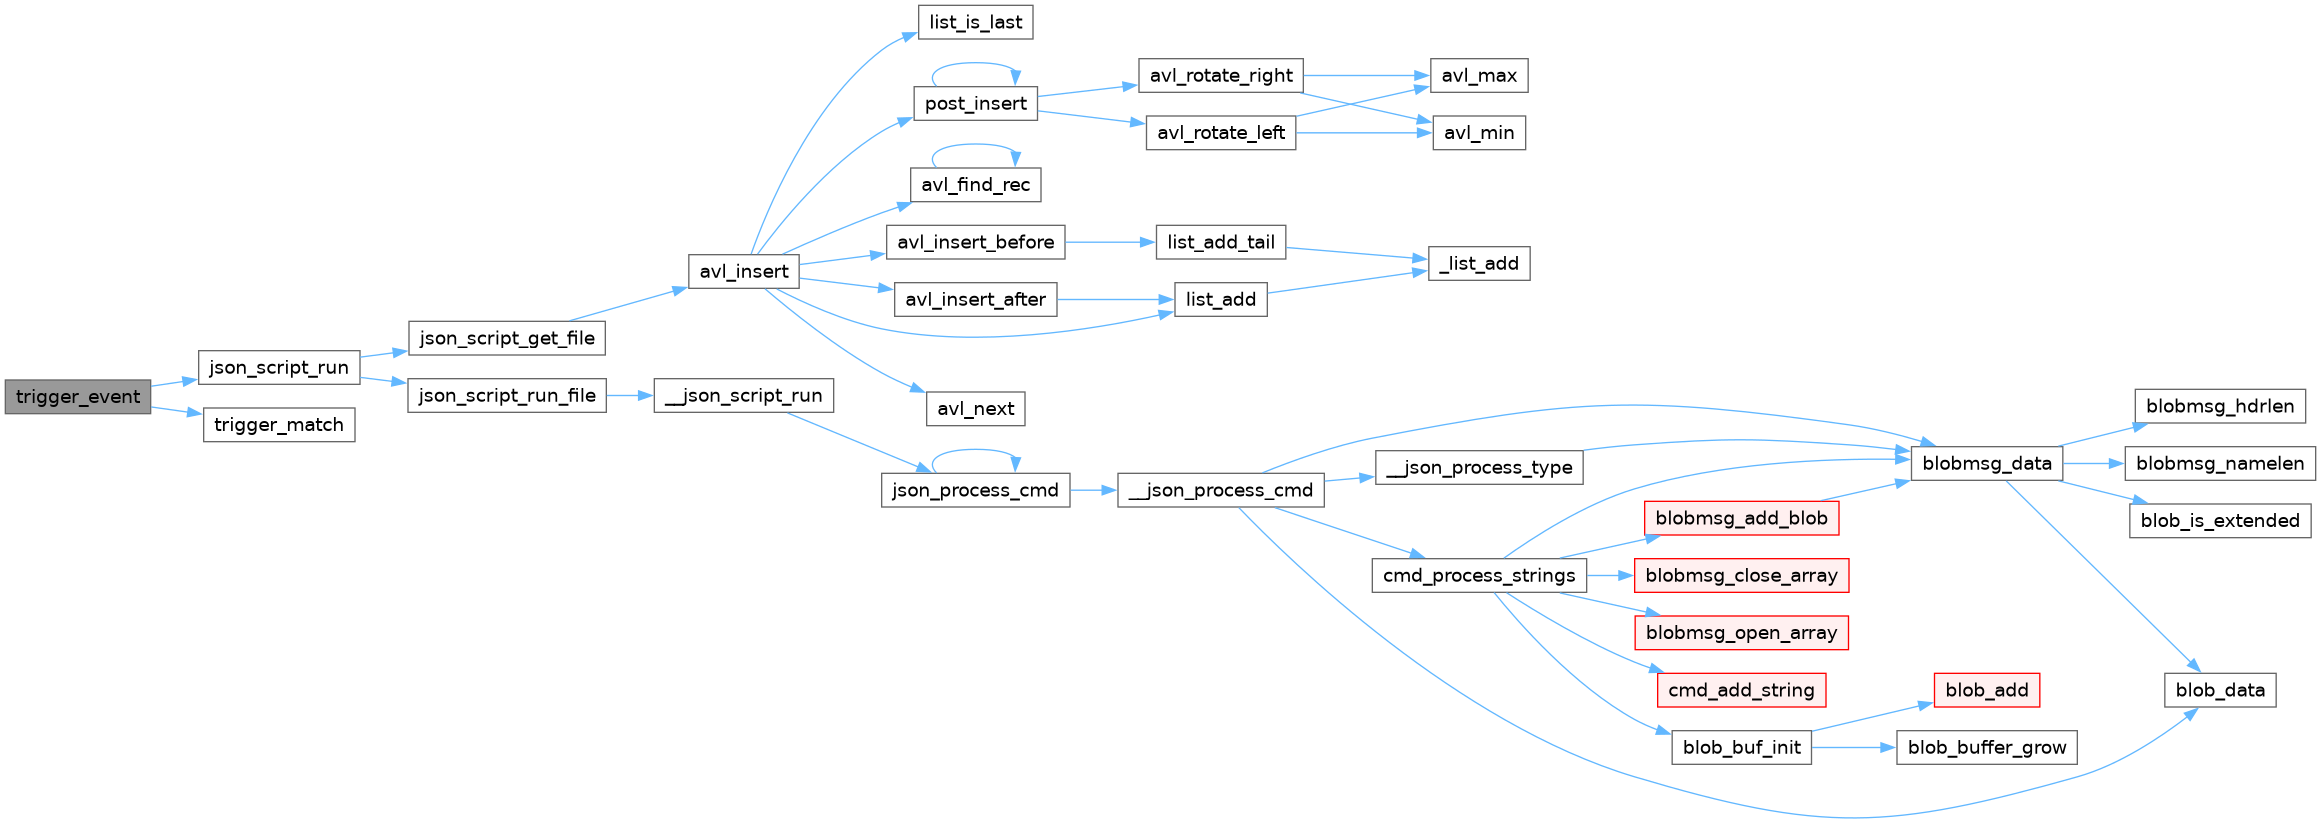 trigger_event
json_script_run
trigger_match
json_script_get_file
json_script_run_file
avl_insert
__json_script_run
list_is_last
post_insert
avl_find_rec
avl_insert_before
avl_insert_after
avl_next
json_process_cmd
avl_rotate_right
avl_rotate_left
list_add_tail
list_add
__json_process_cmd
avl_max
avl_min
_list_add
__json_process_type
cmd_process_strings
blobmsg_add_blob
blobmsg_close_array
blobmsg_open_array
cmd_add_string
blob_buf_init
blobmsg_data
blob_add
blob_buffer_grow
blobmsg_hdrlen
blobmsg_namelen
blob_is_extended
blob_data